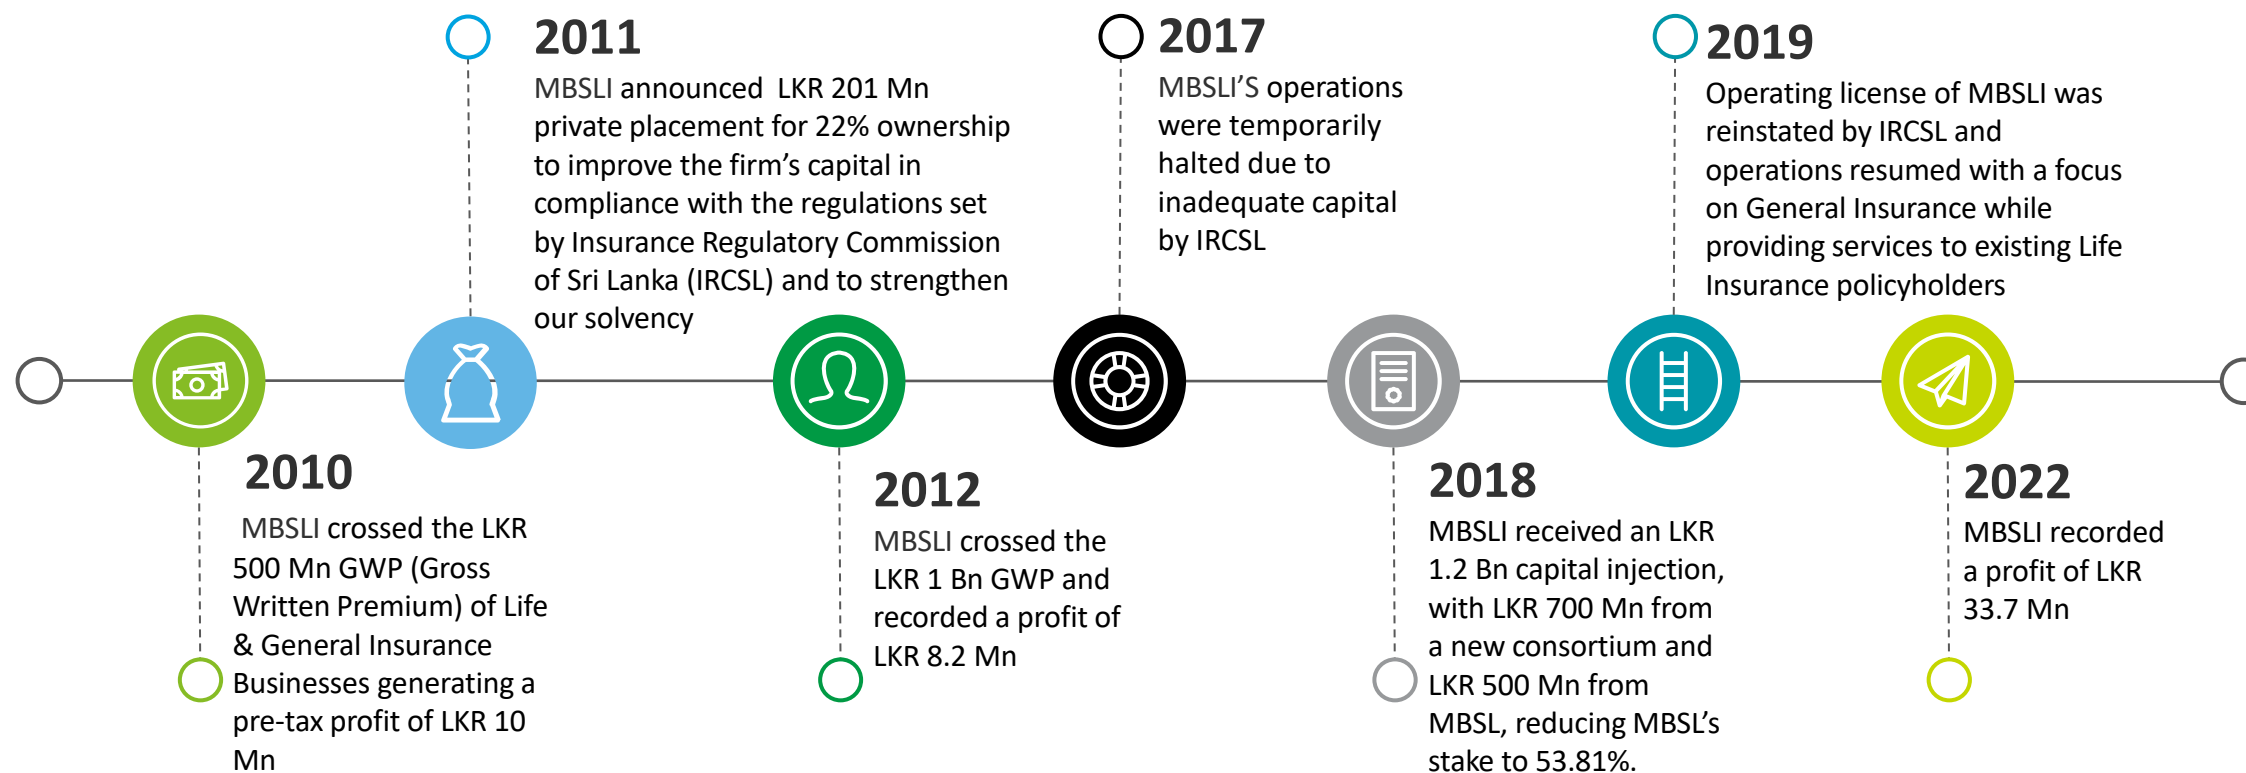 2010
MBSLI crossed the LKR
500 Mn GWP (Gross
Written Premium) of Life
& General Insurance
Businesses generating a
pre-tax profit of LKR 10
Mn
2011
MBSLI announced  LKR 201 Mn
private placement for 22% ownership
to improve the firm’s capital in
compliance with the regulations set
by Insurance Regulatory Commission
of Sri Lanka (IRCSL) and to strengthen
our solvency
2012
MBSLI crossed the
LKR 1 Bn GWP and
recorded a profit of
LKR 8.2 Mn
2017
MBSLI’S operations
were temporarily
halted due to
inadequate capital
by IRCSL
2018
MBSLI received an LKR
1.2 Bn capital injection,
with LKR 700 Mn from
a new consortium and
LKR 500 Mn from
MBSL, reducing MBSL’s
stake to 53.81%.
2019
Operating license of MBSLI was
reinstated by IRCSL and
operations resumed with a focus
on General Insurance while
providing services to existing Life
Insurance policyholders
2022
MBSLI recorded
a profit of LKR
33.7 Mn